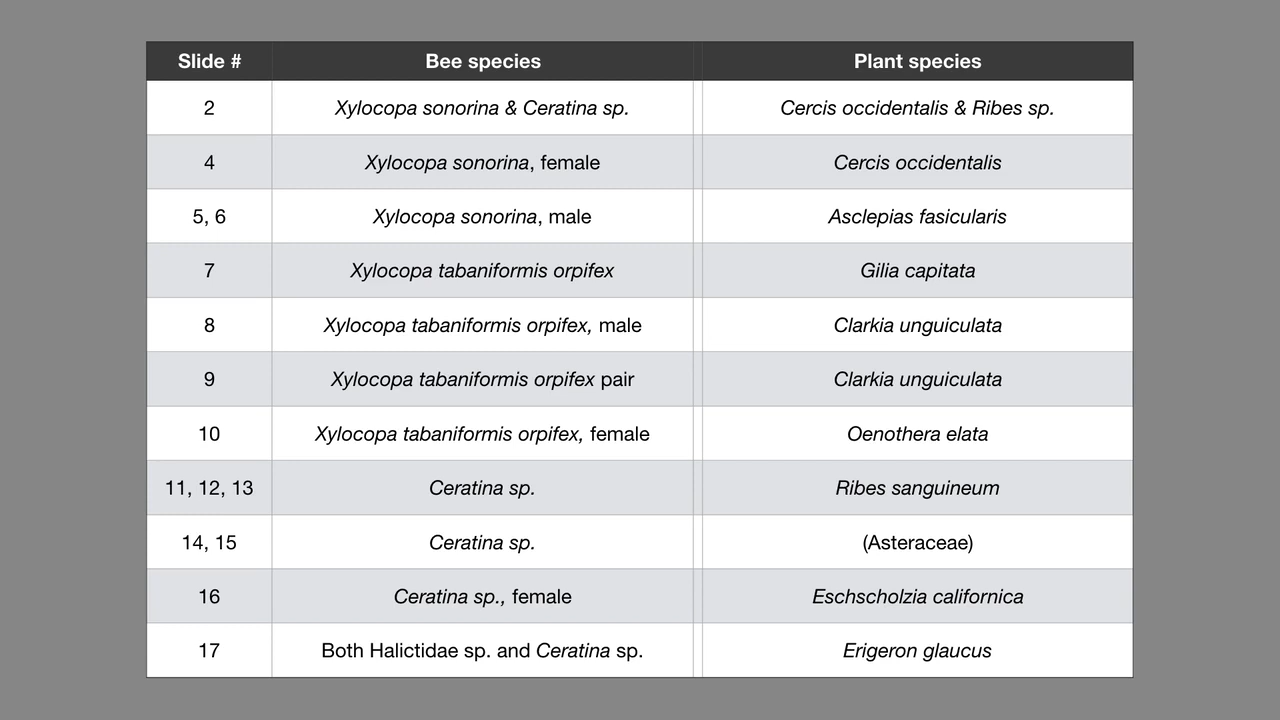 Slide # Bee species Plant species
2 Xylocopa sonorina & Ceratina sp. Cercis occidentalis & Ribes sp.
4 Xylocopa sonorina, female Cercis occidentalis
5, 6 Xylocopa sonorina, male Asclepias fasicularis
7 Xylocopa tabaniformis orpifex Gilia capitata
8 Xylocopa tabaniformis orpifex, male Clarkia unguiculata
9 Xylocopa tabaniformis orpifex pair Clarkia unguiculata
10 Xylocopa tabaniformis orpifex, female Oenothera elata
11, 12, 13 Ceratina sp. Ribes sanguineum
14, 15 Ceratina sp. (Asteraceae)
16 Ceratina sp., female Eschscholzia californica
17 Both Halictidae sp. and Ceratina sp. Erigeron glaucus